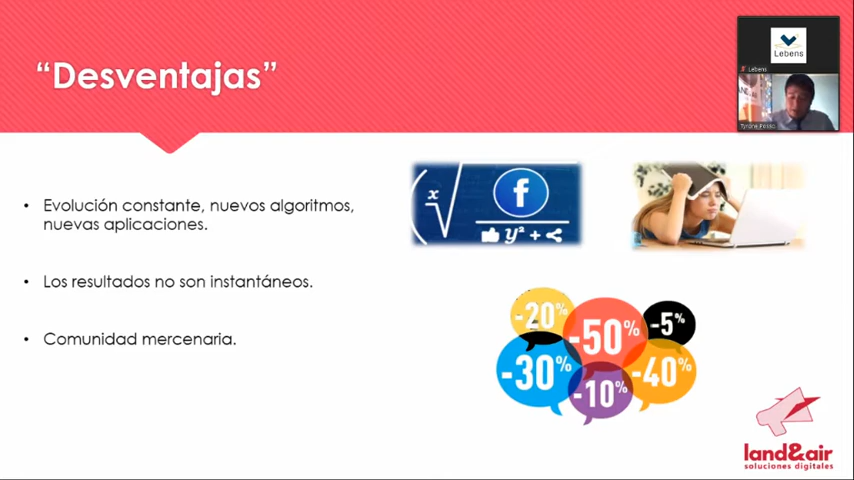 “Desventajas”
Lebens
Lebens
• Evolución constante, nuevos algoritmos,
nuevas aplicaciones.
• Los resultados no son instantáneos.
• Comunidad mercenaria.
x
f
y² +
-20%
-50%
-5%
-30%
-10%
-40%
land&air
soluciones digitales